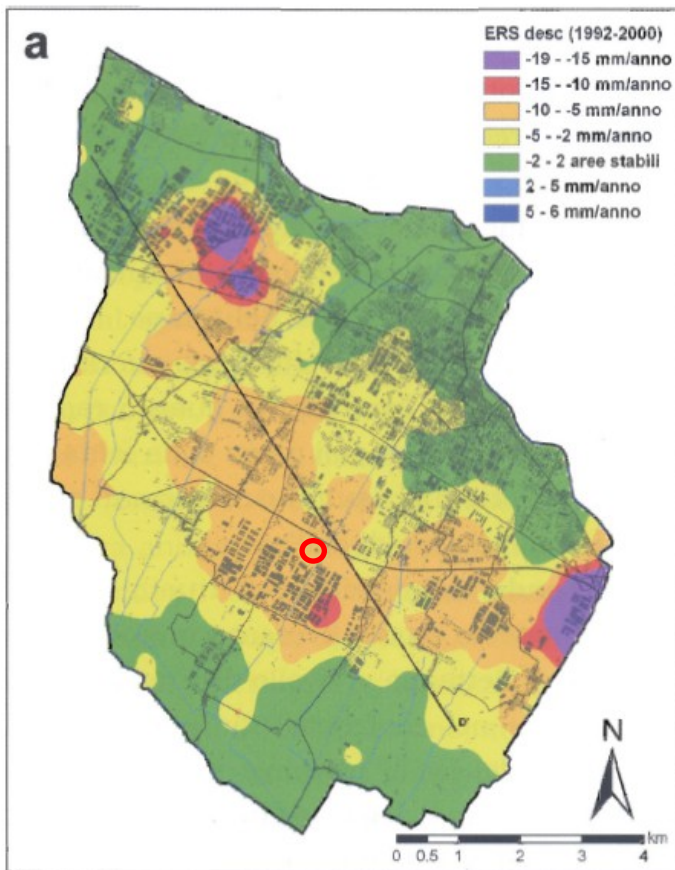 a
ERS desc (1992-2000)
-19 - -15 mm/anno
-15 - -10 mm/anno
-10 - -5 mm/anno
-5 - -2 mm/anno
-2 - 2 aree stabili
2 - 5 mm/anno
5 - 6 mm/anno
D
D'
N
km
0 0.5 1 2 3 4